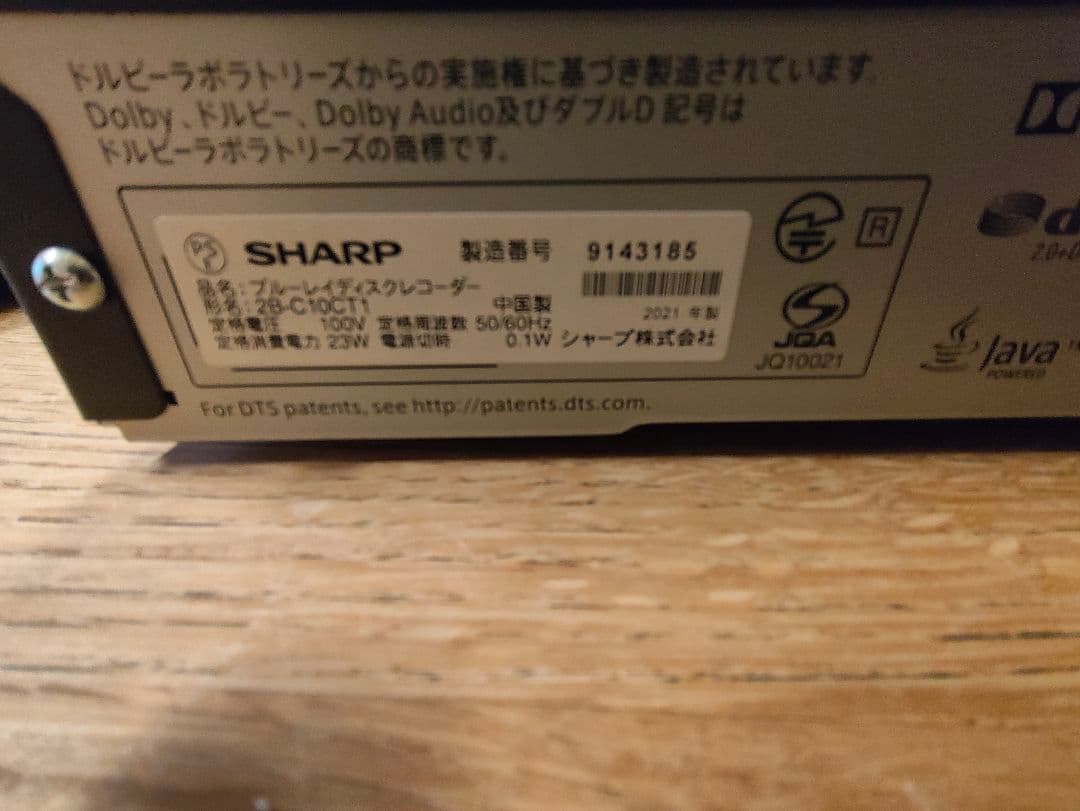 ドルビーラボラトリーズからの実施権に基づき製造されています.
Dolby、ドルビー、Dolby Audio及びダブルD 記号は
ドルビーラボラトリーズの商標です。
PS SHARP 製造番号 9143185
品名:ブルーレイディスクレコーダー
形名:2B-C10CT1 中国製 2021 年製
定格電圧 100V 定格周波数 50/60Hz
定格消費電力 23W 電源切時 0.1W シャープ株式会社
R
JQA
JQ10021
Java
POWERED
For DTS patents, see http://patents.dts.com.